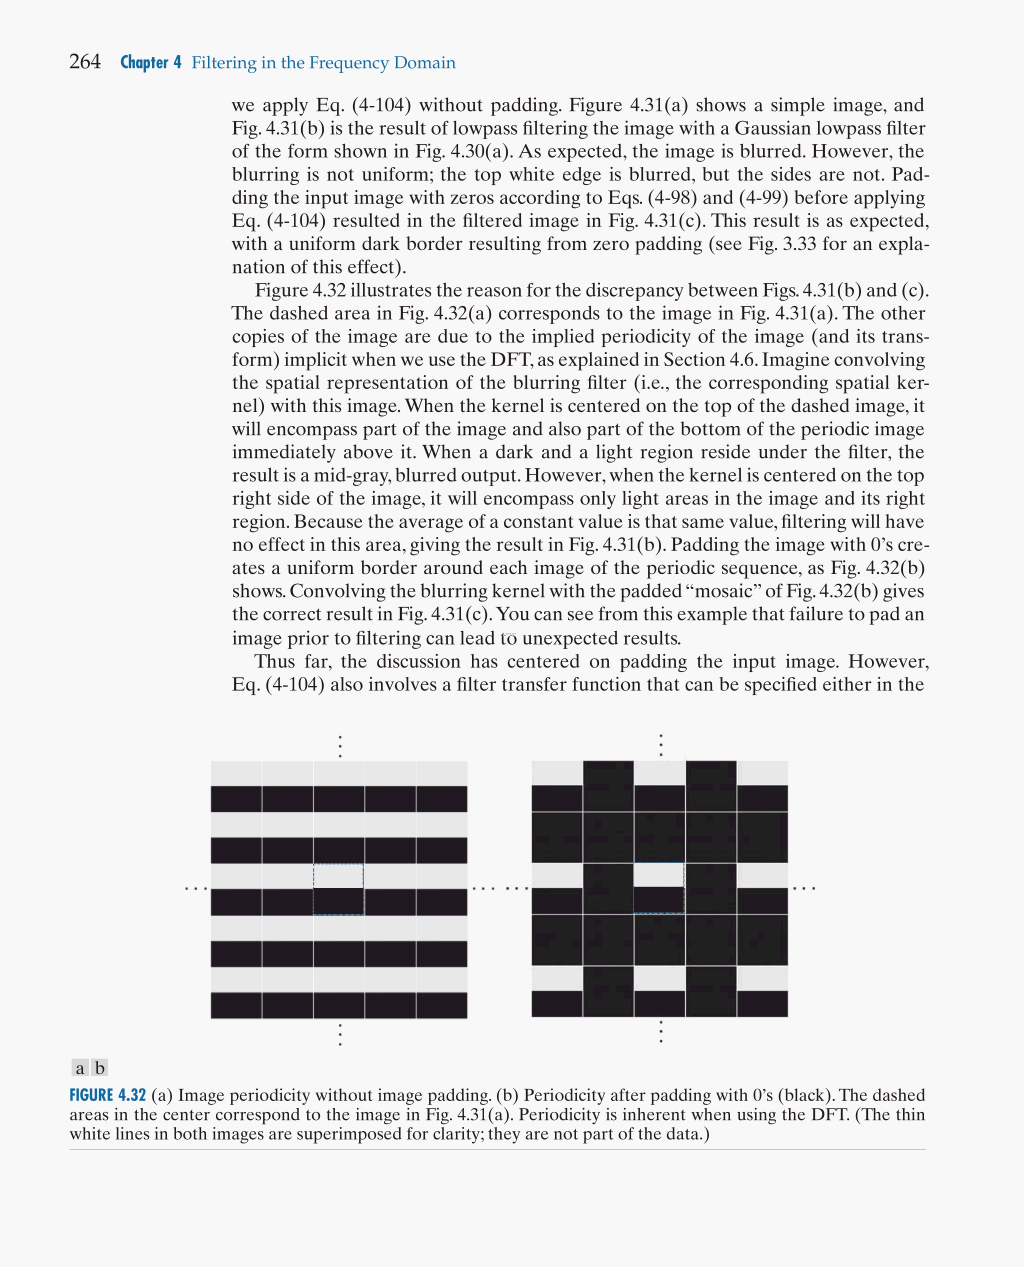 264 Chapter 4 Filtering in the Frequency Domain
we apply Eq. (4-104) without padding. Figure 4.31(a) shows a simple image, and
Fig. 4.31(b) is the result of lowpass filtering the image with a Gaussian lowpass filter
of the form shown in Fig. 4.30(a). As expected, the image is blurred. However, the
blurring is not uniform; the top white edge is blurred, but the sides are not. Pad-
ding the input image with zeros according to Eqs. (4-98) and (4-99) before applying
Eq. (4-104) resulted in the filtered image in Fig. 4.31(c). This result is as expected,
with a uniform dark border resulting from zero padding (see Fig. 3.33 for an expla-
nation of this effect).
Figure 4.32 illustrates the reason for the discrepancy between Figs. 4.31(b) and (c).
The dashed area in Fig. 4.32(a) corresponds to the image in Fig. 4.31(a). The other
copies of the image are due to the implied periodicity of the image (and its trans-
form) implicit when we use the DFT, as explained in Section 4.6. Imagine convolving
the spatial representation of the blurring filter (i.e., the corresponding spatial ker-
nel) with this image. When the kernel is centered on the top of the dashed image, it
will encompass part of the image and also part of the bottom of the periodic image
immediately above it. When a dark and a light region reside under the filter, the
result is a mid-gray, blurred output. However, when the kernel is centered on the top
right side of the image, it will encompass only light areas in the image and its right
region. Because the average of a constant value is that same value, filtering will have
no effect in this area, giving the result in Fig. 4.31(b). Padding the image with 0's cre-
ates a uniform border around each image of the periodic sequence, as Fig. 4.32(b)
shows. Convolving the blurring kernel with the padded “mosaic” of Fig. 4.32(b) gives
the correct result in Fig. 4.31(c). You can see from this example that failure to pad an
image prior to filtering can lead to unexpected results.
Thus far, the discussion has centered on padding the input image. However,
Eq. (4-104) also involves a filter transfer function that can be specified either in the
a b
FIGURE 4.32 (a) Image periodicity without image padding. (b) Periodicity after padding with 0's (black). The dashed
areas in the center correspond to the image in Fig. 4.31(a). Periodicity is inherent when using the DFT. (The thin
white lines in both images are superimposed for clarity; they are not part of the data.)